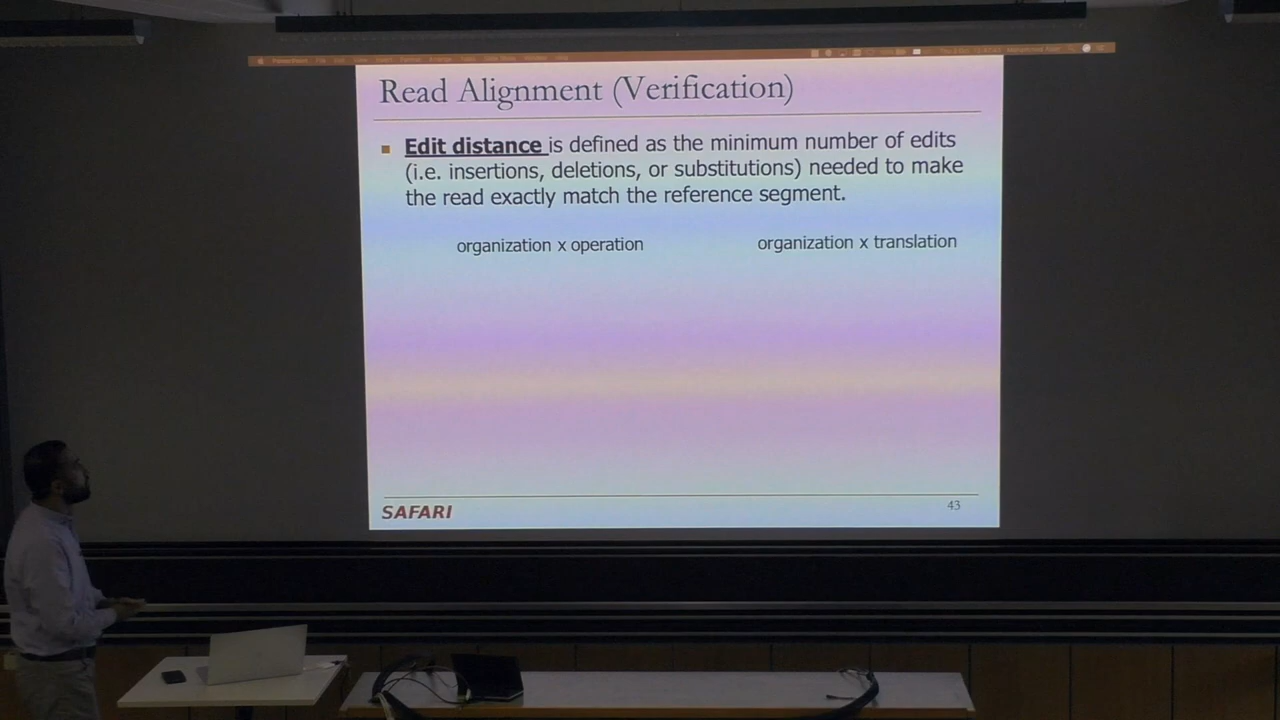 Read Alignment (Verification)
Edit distance is defined as the minimum number of edits
(i.e. insertions, deletions, or substitutions) needed to make
the read exactly match the reference segment.
organization x operation organization x translation
SAFARI 43